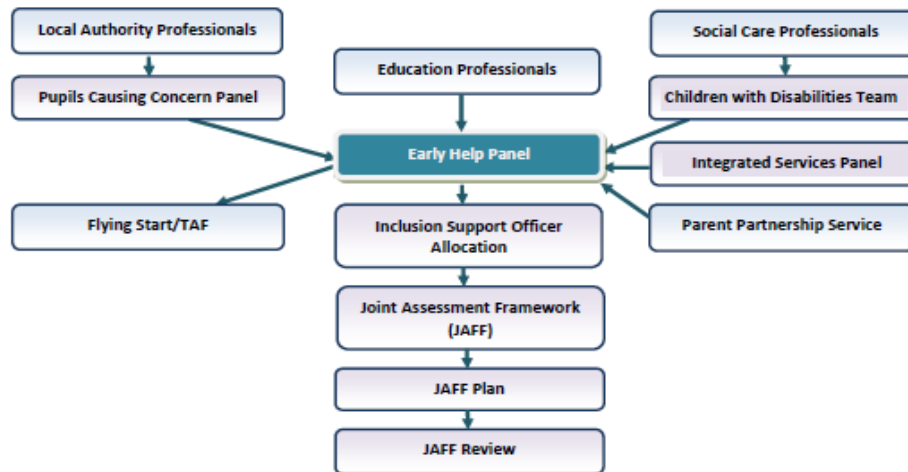 Local Authority Professionals
Social Care Professionals
Education Professionals
Pupils Causing Concern Panel
Children with Disabilities Team
Early Help Panel
Integrated Services Panel
Flying Start/TAF
Inclusion Support Officer
Allocation
Parent Partnership Service
Joint Assessment Framework
(JAFF)
JAFF Plan
JAFF Review